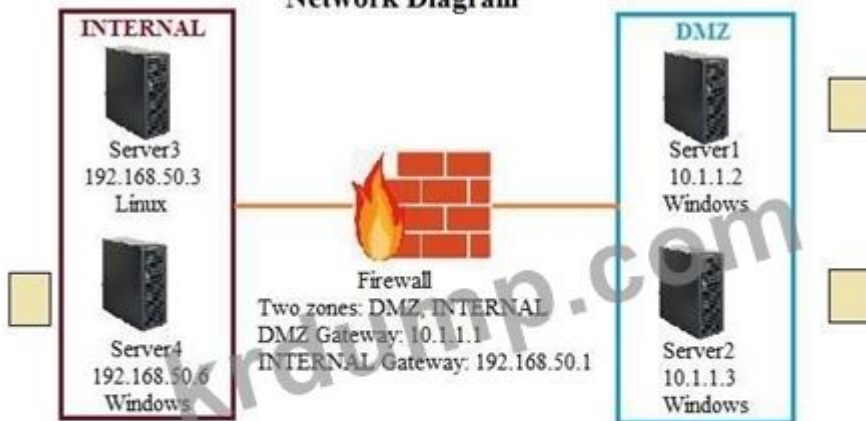 Network Diagram
INTERNAL
Server3
192.168.50.3
Linux
Server4
192.168.50.6
Windows
Firewall
Two zones: DMZ, INTERNAL
DMZ Gateway: 10.1.1.1
INTERNAL Gateway: 192.168.50.1
DMZ
Server1
10.1.1.2
Windows
Server2
10.1.1.3
Windows
krdump.com